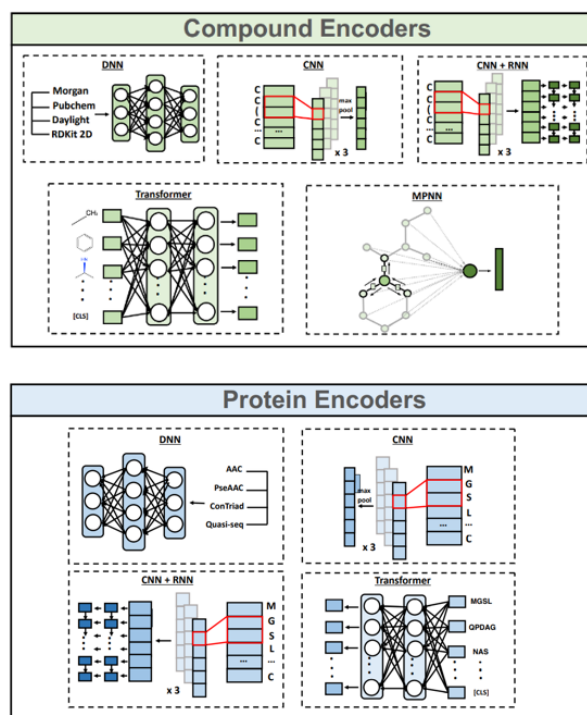 Compound Encoders
DNN
Morgan
Pubchem
Daylight
RDKit 2D
CNN
C
C
(
C
...
C
...
max
pool
x 3
CNN + RNN
C
C
(
C
...
C
x 3
Transformer
CH₃
[CLS]
MPNN
Protein Encoders
DNN
AAC
PseAAC
ConTriad
Quasi-seq
CNN
max
pool
x 3
M
G
S
L
...
...
C
CNN + RNN
x 3
M
G
S
L
...
...
C
Transformer
MGSL
QPDAG
NAS
[CLS]